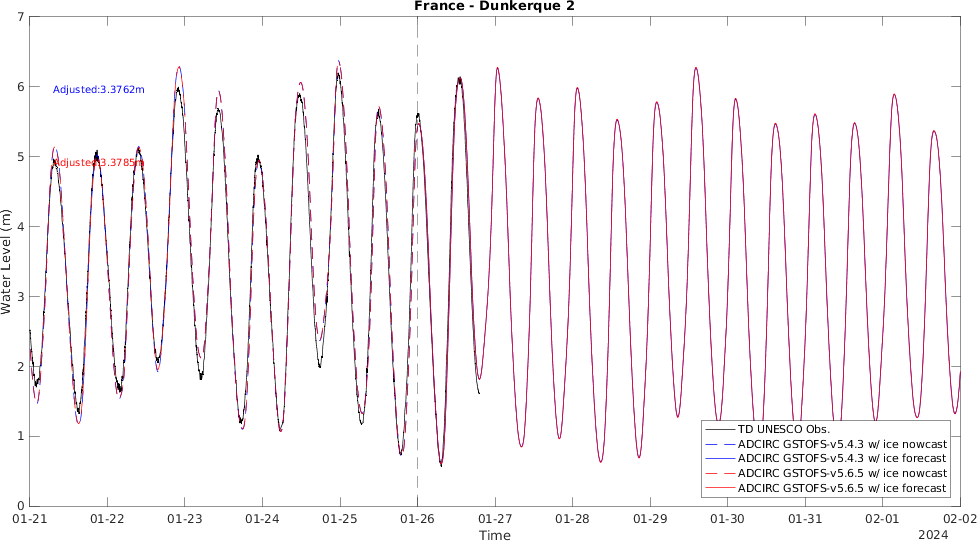 France - Dunkerque 2
7
6
5
4
3
2
1
0
Water Level (m)
Adjusted:3.3762m
Adjusted:3.3785m
TD UNESCO Obs.
ADCIRC GSTOFS-v5.4.3 w/ ice nowcast
ADCIRC GSTOFS-v5.4.3 w/ ice forecast
ADCIRC GSTOFS-v5.6.5 w/ ice nowcast
ADCIRC GSTOFS-v5.6.5 w/ ice forecast
01-21 01-22 01-23 01-24 01-25 01-26 01-27 01-28 01-29 01-30 01-31 02-01 02-02
Time
2024